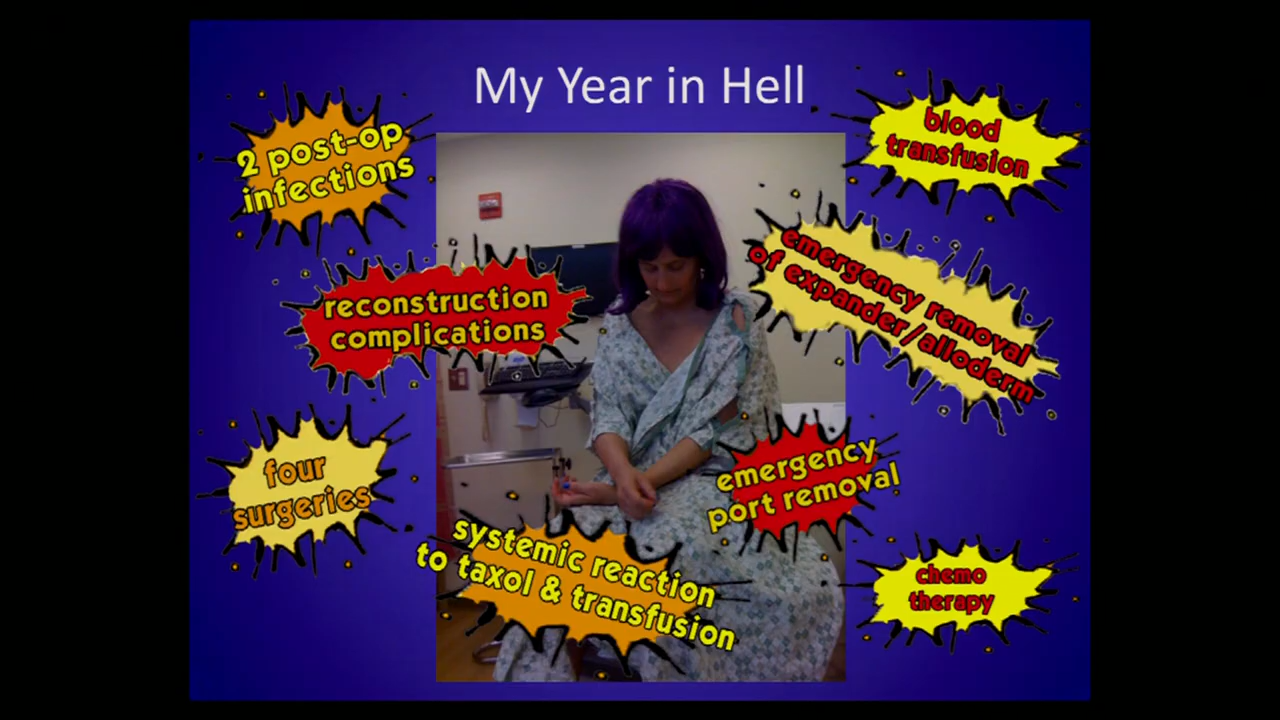 My Year in Hell
2 post-op
infections
blood
transfusion
reconstruction
complications
emergency removal
of expander/alloderm
four
surgeries
emergency
port removal
systemic reaction
to taxol & transfusion
chemo
therapy